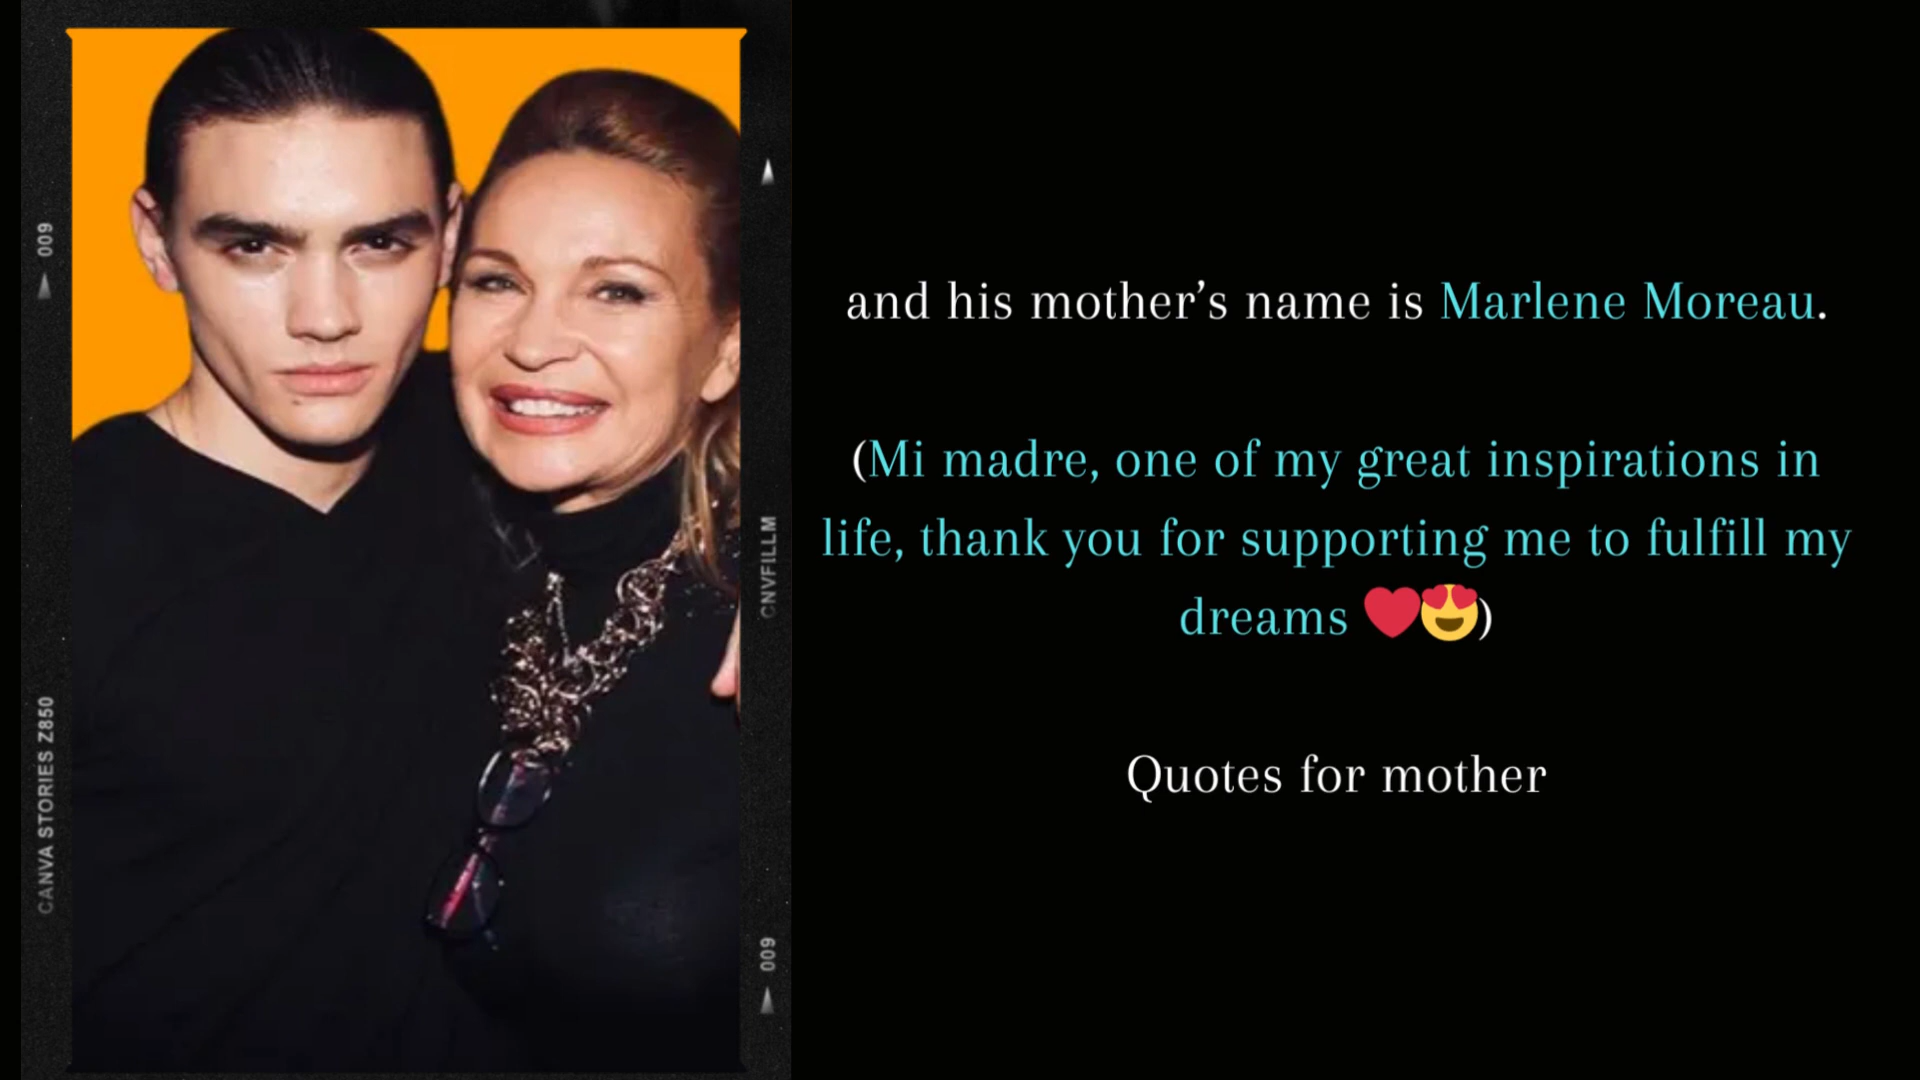 and his mother’s name is Marlene Moreau.
(Mi madre, one of my great inspirations in
life, thank you for supporting me to fulfill my
dreams ❤️😍)
Quotes for mother
009
CANVA STORIES Z850
CNVFILLM
009